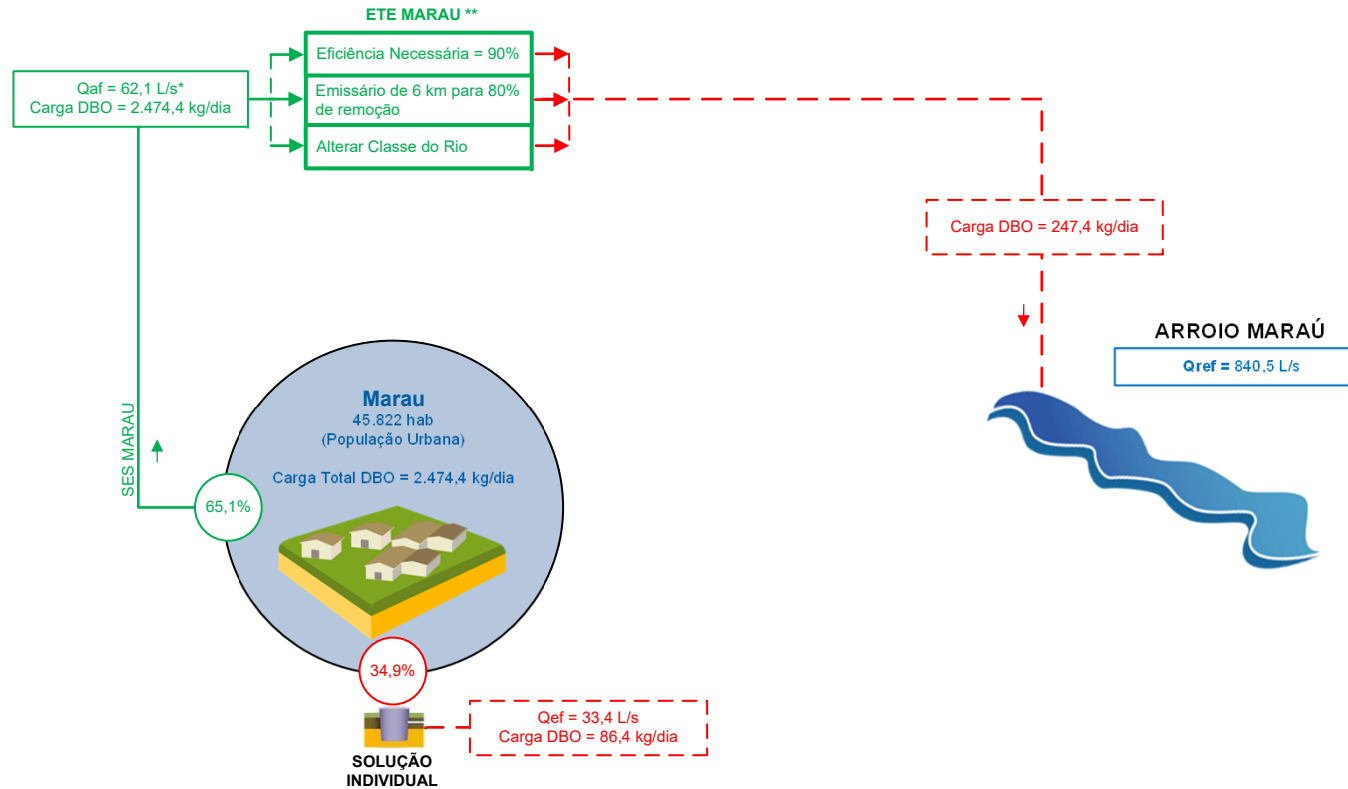 ETE MARAU **
Eficiência Necessária = 90%
Emissário de 6 km para 80%
de remoção
Alterar Classe do Rio
Qaf = 62,1 L/s*
Carga DBO = 2.474,4 kg/dia
Carga DBO = 247,4 kg/dia
ARROIO MARAÚ
Qref = 840,5 L/s
SES MARAU
Marau
45.822 hab
(População Urbana)
Carga Total DBO = 2.474,4 kg/dia
65,1%
34,9%
Qef = 33,4 L/s
Carga DBO = 86,4 kg/dia
SOLUÇÃO
INDIVIDUAL